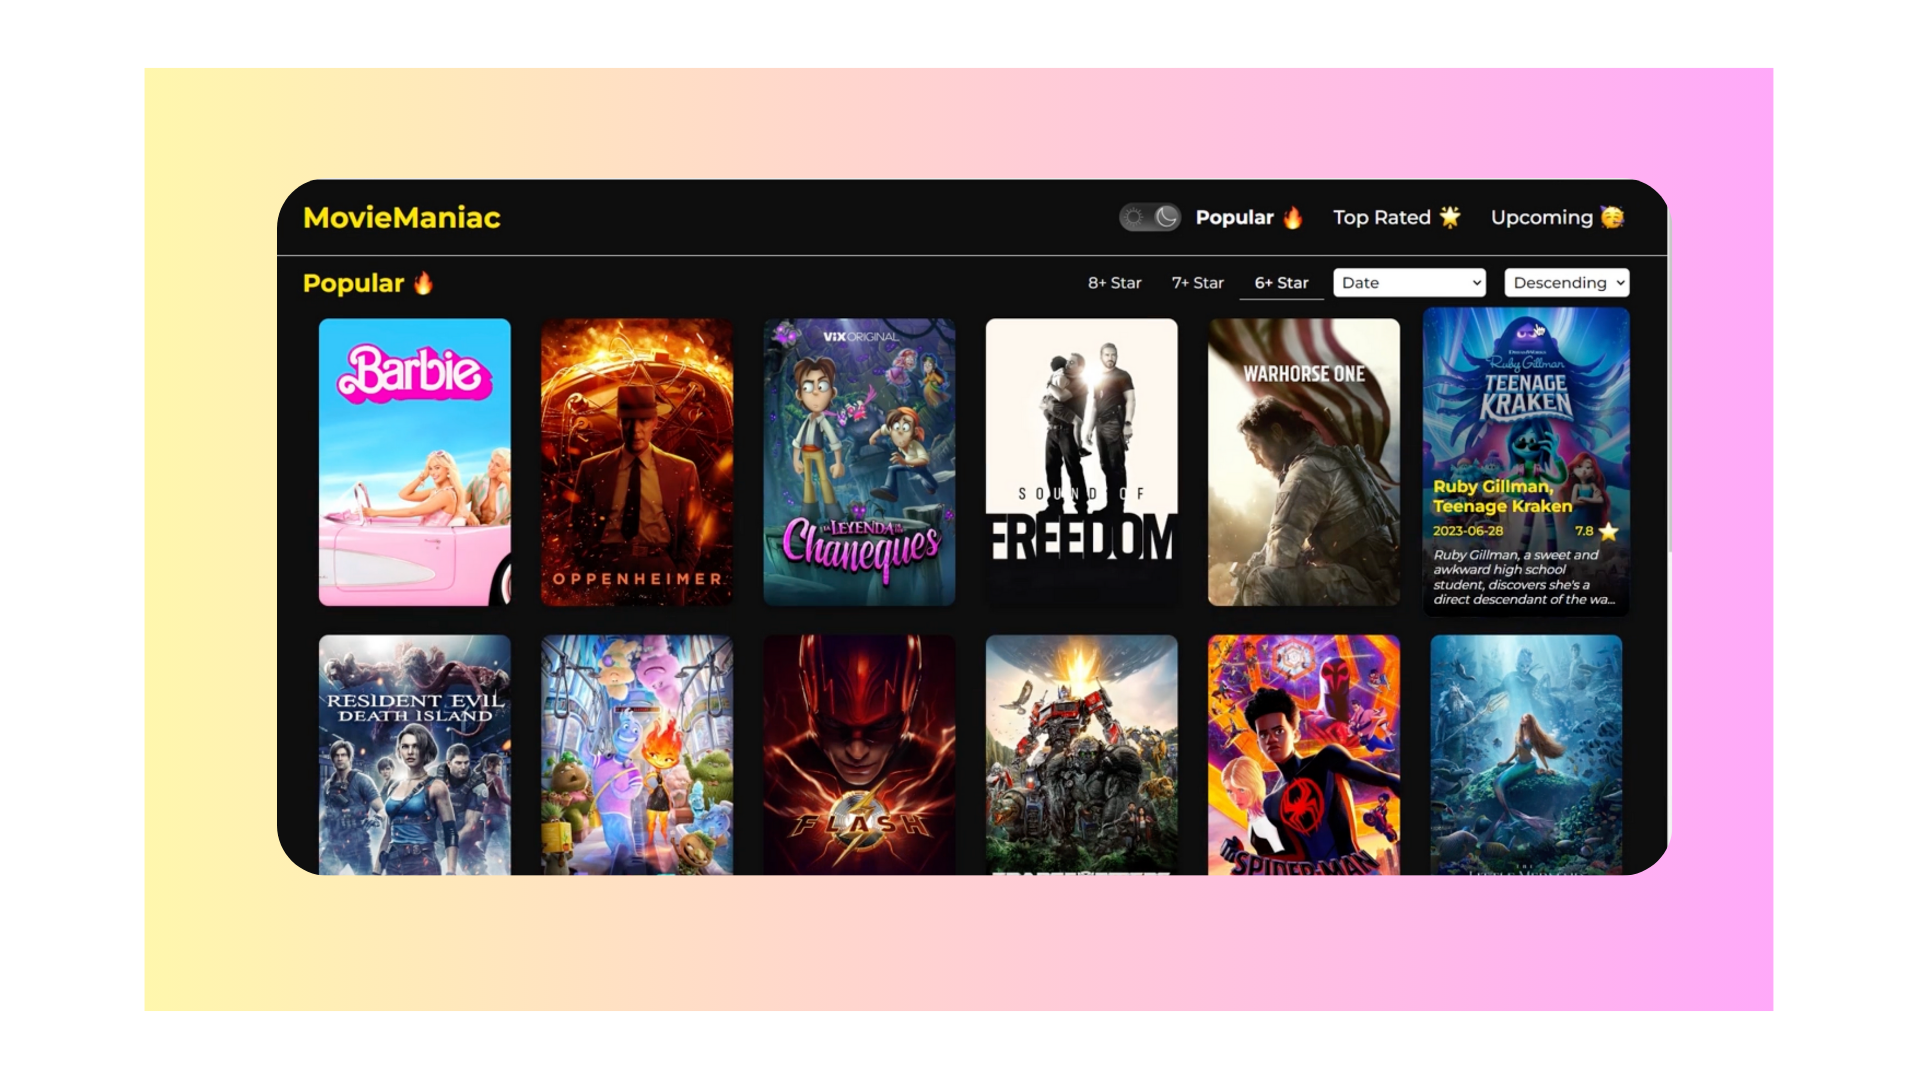 MovieManiac
Popular 🔥
Top Rated 🌟
Upcoming 🥳
Popular 🔥
8+ Star
7+ Star
6+ Star
Date
Descending
Barbie
OPPENHEIMER
ViX ORIGINAL
LA LEYENDA DE LOS
Chaneques
SOUND OF
FREEDOM
WARHORSE ONE
DREAMWORKS
Ruby Gillman
TEENAGE
KRAKEN
Ruby Gillman,
Teenage Kraken
2023-06-28
7.8
Ruby Gillman, a sweet and
awkward high school
student, discovers she's a
direct descendant of the wa...
RESIDENT EVIL
DEATH ISLAND
FLASH
SPIDER-MAN